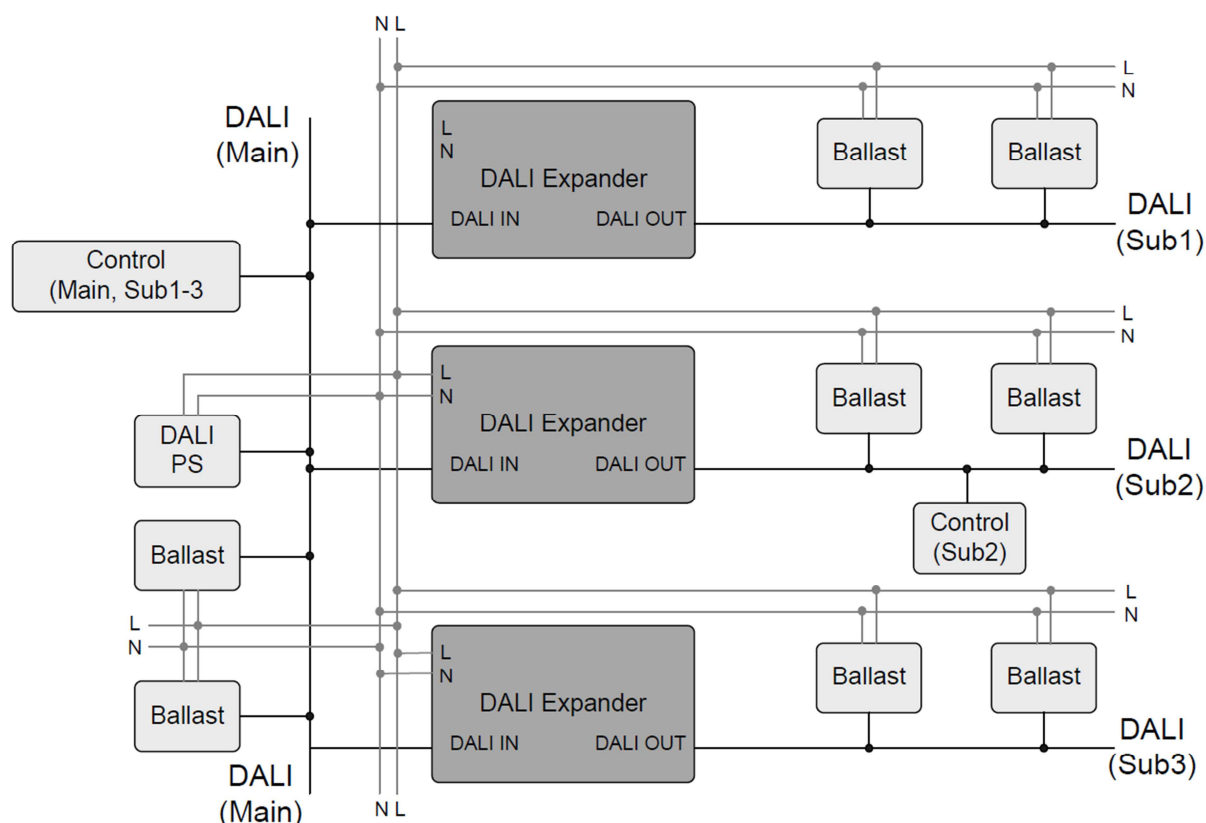 N L
L
N
DALI
(Main)
L
N
DALI Expander
DALI IN DALI OUT
Ballast
Ballast
DALI
(Sub1)
Control
(Main, Sub1-3
L
N
L
N
DALI Expander
DALI IN DALI OUT
Ballast
Ballast
DALI
PS
DALI
(Sub2)
Control
(Sub2)
Ballast
L
N
L
N
Ballast
L
N
DALI Expander
DALI IN DALI OUT
Ballast
Ballast
DALI
(Sub3)
DALI
(Main)
N L